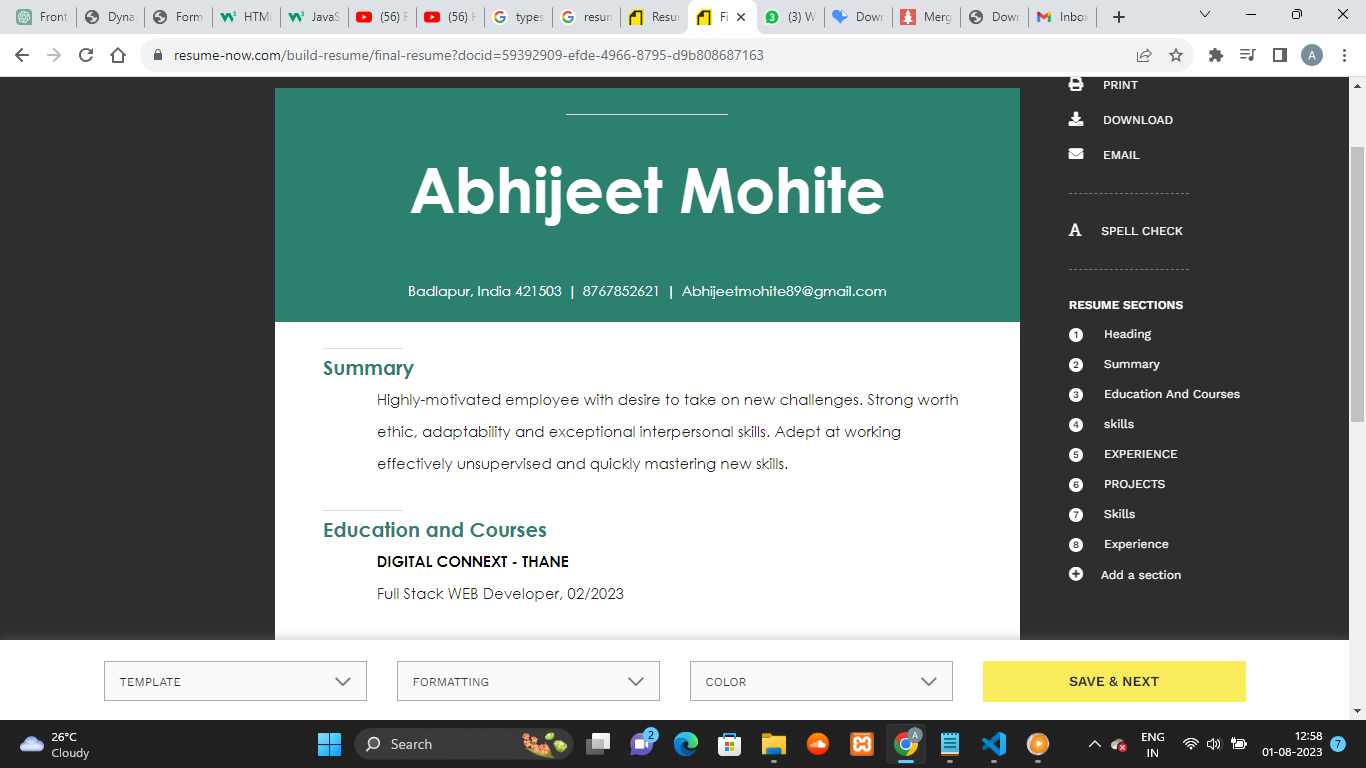 Front
Dyna
Form
HTML
JavaS
(56) F
(56) H
types
resun
Resu
Fi
(3) W
Down
Merg
Down
Inbo
resume-now.com/build-resume/final-resume?docid=59392909-efde-4966-8795-d9b808687163
A
PRINT
DOWNLOAD
EMAIL
A SPELL CHECK
Abhijeet Mohite
Badlapur, India 421503 | 8767852621 | Abhijeetmohite89@gmail.com
Summary
Highly-motivated employee with desire to take on new challenges. Strong worth
ethic, adaptability and exceptional interpersonal skills. Adept at working
effectively unsupervised and quickly mastering new skills.
Education and Courses
DIGITAL CONNEXT - THANE
Full Stack WEB Developer, 02/2023
RESUME SECTIONS
1 Heading
2 Summary
3 Education And Courses
4 skills
5 EXPERIENCE
6 PROJECTS
7 Skills
8 Experience
Add a section
TEMPLATE
FORMATTING
COLOR
SAVE & NEXT
26°C
Cloudy
Search
2
A
ENG
IN
12:58
01-08-2023
7